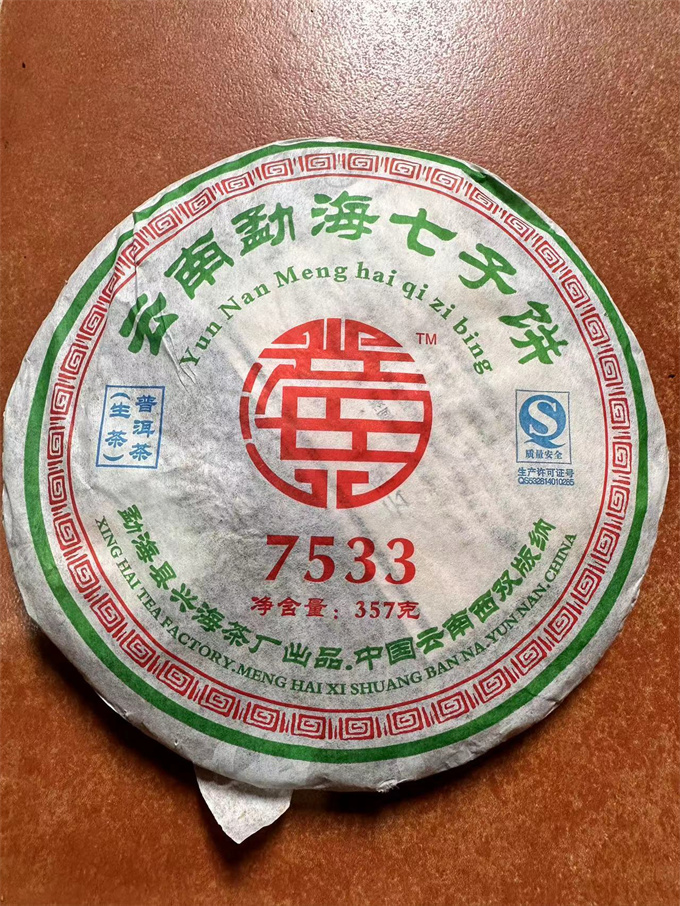 云南勐海七子饼
Yun Nan Meng hai qi zi bing
TM
普洱茶
(生茶)
质量安全
生产许可证号
QS532814010285
7533
净含量：357克
勐海县兴海茶厂出品.中国云南西双版纳
XING HAI TEA FACTORY.MENG HAI XI SHUANG BAN NA.YUN NAN.CHINA